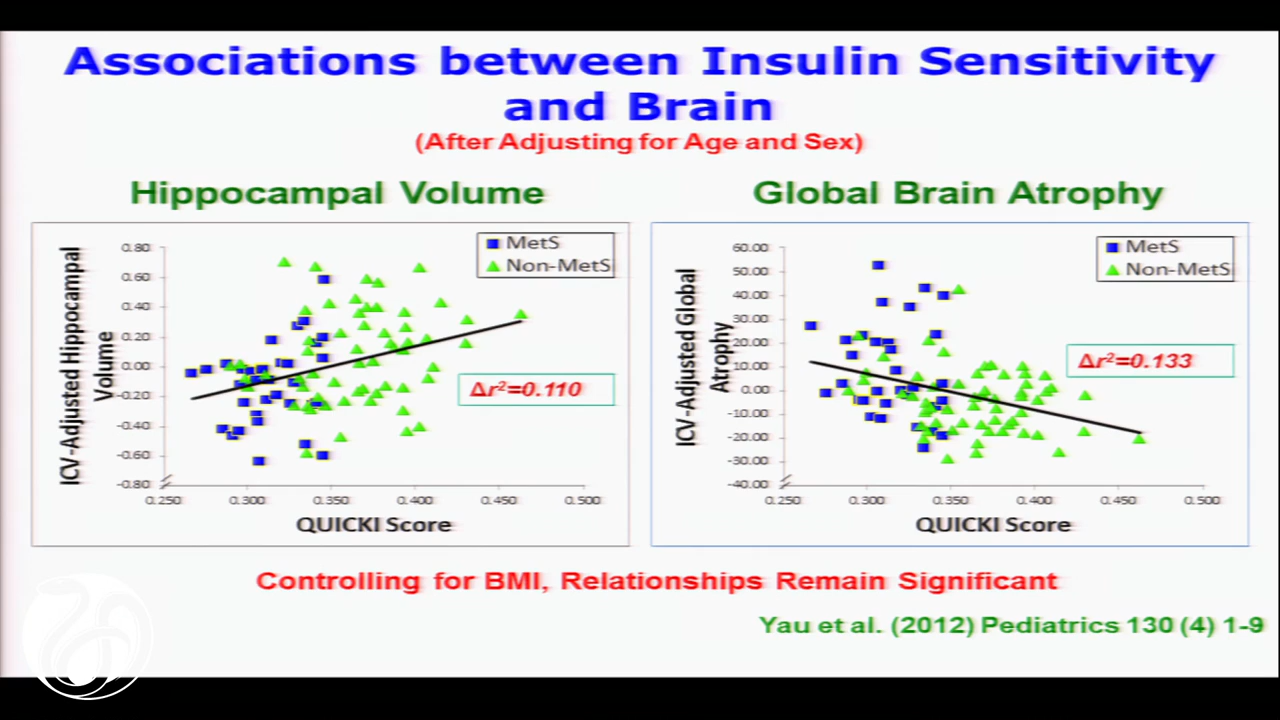 Associations between Insulin Sensitivity
and Brain
(After Adjusting for Age and Sex)
Hippocampal Volume
Global Brain Atrophy
ICV-Adjusted Hippocampal
Volume
0.80
0.60
0.40
0.20
0.00
-0.20
-0.40
-0.60
-0.80
0.250
0.300
0.350
0.400
0.450
0.500
QUICKI Score
MetS
Non-MetS
Δr²=0.110
ICV-Adjusted Global
Atrophy
60.00
50.00
40.00
30.00
20.00
10.00
0.00
-10.00
-20.00
-30.00
-40.00
0.250
0.300
0.350
0.400
0.450
0.500
QUICKI Score
MetS
Non-MetS
Δr²=0.133
Controlling for BMI, Relationships Remain Significant
Yau et al. (2012) Pediatrics 130 (4) 1-9